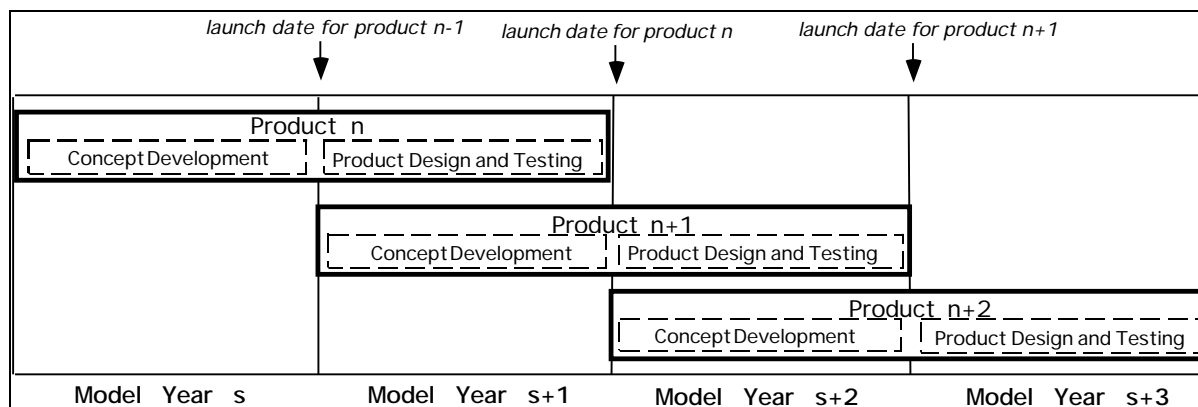 launch date for product n-1
launch date for product n
launch date for product n+1
Product n
Concept Development
Product Design and Testing
Product n+1
Concept Development
Product Design and Testing
Product n+2
Concept Development
Product Design and Testing
Model Year s
Model Year s+1
Model Year s+2
Model Year s+3